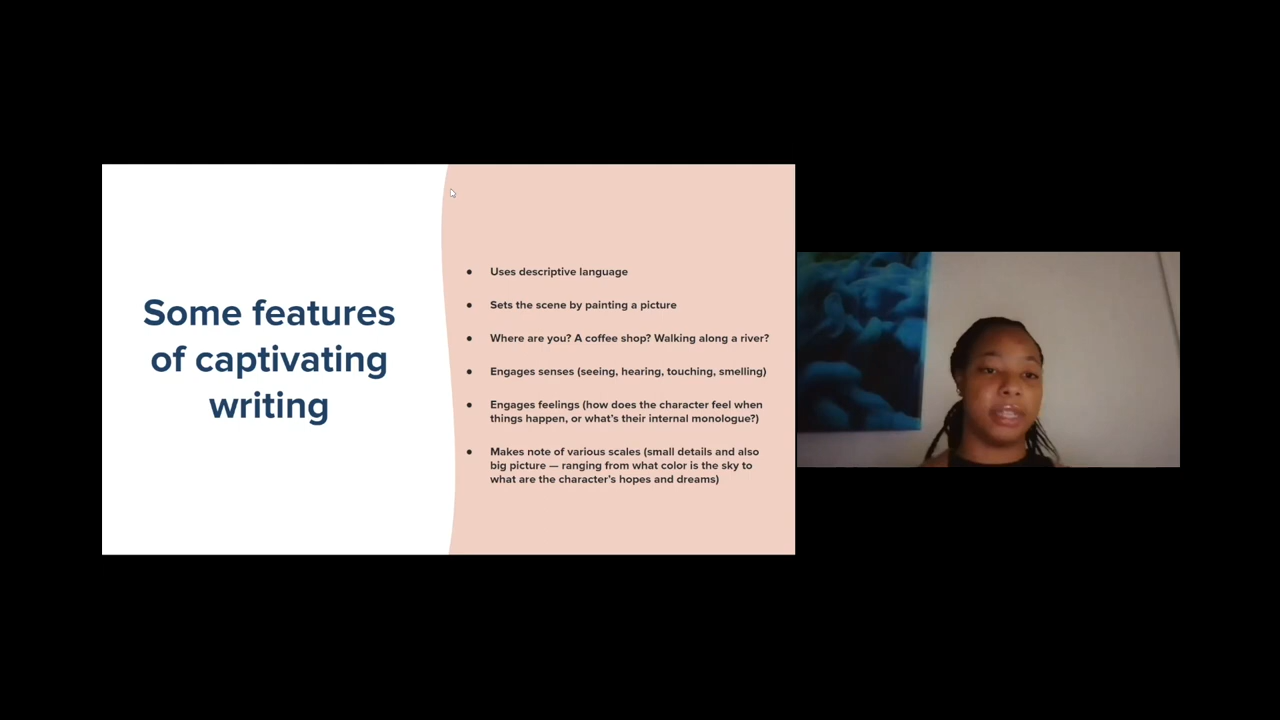 Some features
of captivating
writing
● Uses descriptive language
● Sets the scene by painting a picture
● Where are you? A coffee shop? Walking along a river?
● Engages senses (seeing, hearing, touching, smelling)
● Engages feelings (how does the character feel when
things happen, or what's their internal monologue?)
● Makes note of various scales (small details and also
big picture — ranging from what color is the sky to
what are the character's hopes and dreams)